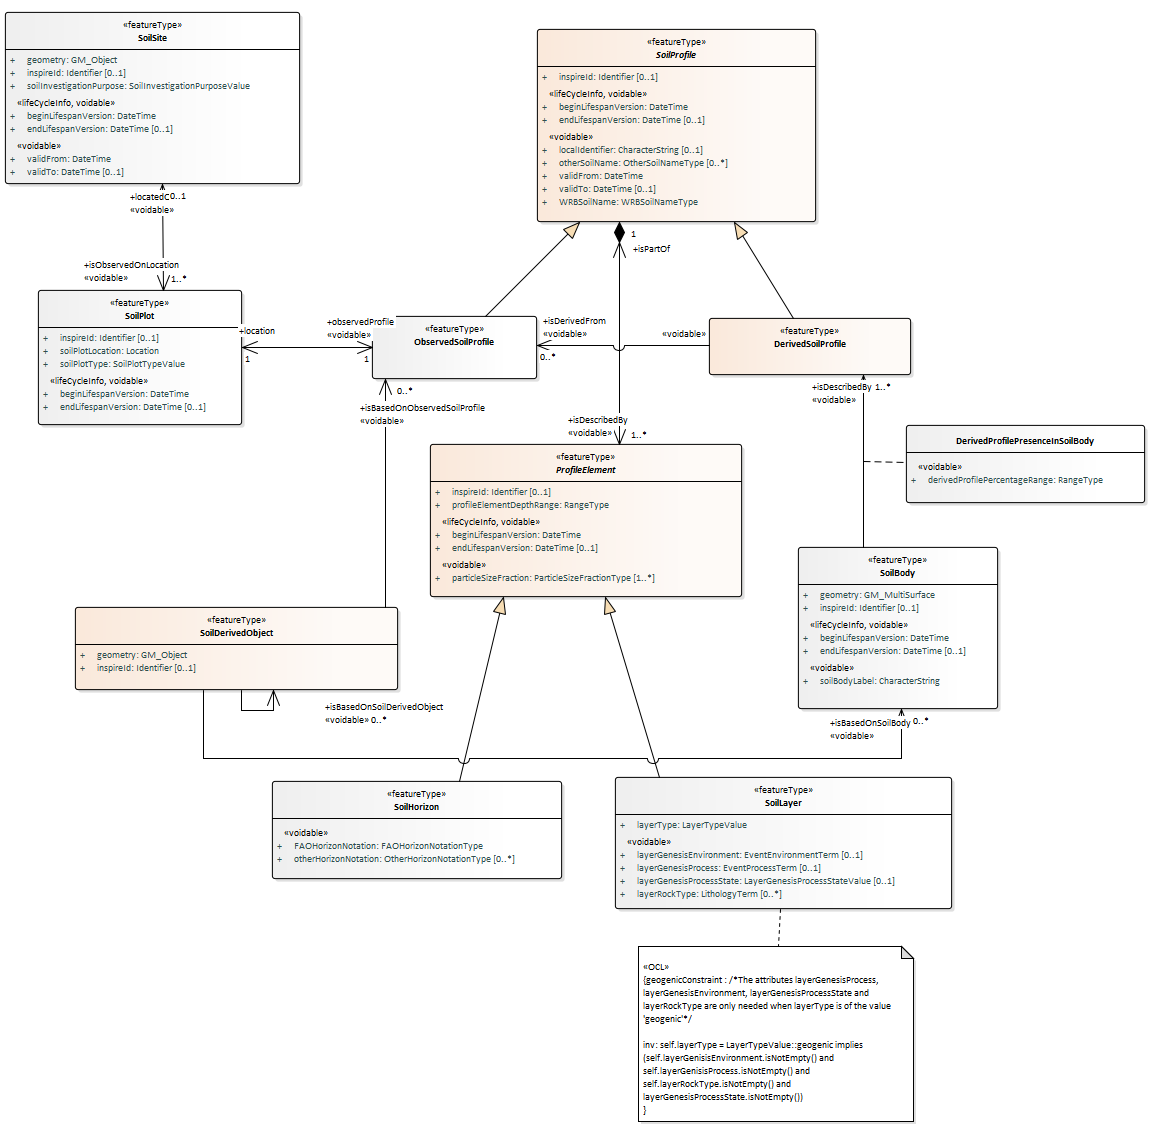 «featureType»
SoilSite
+ geometry: GM_Object
+ inspireId: Identifier [0..1]
+ soilInvestigationPurpose: SoilInvestigationPurposeValue
«lifeCycleInfo, voidable»
+ beginLifespanVersion: DateTime
+ endLifespanVersion: DateTime [0..1]
«voidable»
+ validFrom: DateTime
+ validTo: DateTime [0..1]
«featureType»
SoilProfile
+ inspireId: Identifier [0..1]
«lifeCycleInfo, voidable»
+ beginLifespanVersion: DateTime
+ endLifespanVersion: DateTime [0..1]
«voidable»
+ localIdentifier: CharacterString [0..1]
+ otherSoilName: OtherSoilNameType [0..*]
+ validFrom: DateTime
+ validTo: DateTime [0..1]
+ WRBSoilName: WRBSoilNameType
+locatedO 0..1
«voidable»
+isObservedOnLocation
«voidable» 1..*
1
+isPartOf
«featureType»
SoilPlot
+ inspireId: Identifier [0..1]
+ soilPlotLocation: Location
+ soilPlotType: SoilPlotTypeValue
«lifeCycleInfo, voidable»
+ beginLifespanVersion: DateTime
+ endLifespanVersion: DateTime [0..1]
+location
1
+observedProfile
«voidable»
1
«featureType»
ObservedSoilProfile
+isDerivedFrom
«voidable»
0..*
«voidable»
«featureType»
DerivedSoilProfile
0..*
+isBasedOnObservedSoilProfile
«voidable»
+isDescribedBy
«voidable» 1..*
+isDescribedBy 1..*
«voidable»
DerivedProfilePresenceInSoilBody
«voidable»
+ derivedProfilePercentageRange: RangeType
«featureType»
ProfileElement
+ inspireId: Identifier [0..1]
+ profileElementDepthRange: RangeType
«lifeCycleInfo, voidable»
+ beginLifespanVersion: DateTime
+ endLifespanVersion: DateTime [0..1]
«voidable»
+ particleSizeFraction: ParticleSizeFractionType [1..*]
«featureType»
SoilBody
+ geometry: GM_MultiSurface
+ inspireId: Identifier [0..1]
«lifeCycleInfo, voidable»
+ beginLifespanVersion: DateTime
+ endLifespanVersion: DateTime [0..1]
«voidable»
+ soilBodyLabel: CharacterString
«featureType»
SoilDerivedObject
+ geometry: GM_Object
+ inspireId: Identifier [0..1]
+isBasedOnSoilDerivedObject
«voidable» 0..*
+isBasedOnSoilBody 0..*
«voidable»
«featureType»
SoilHorizon
«voidable»
+ FAOHorizonNotation: FAOHorizonNotationType
+ otherHorizonNotation: OtherHorizonNotationType [0..*]
«featureType»
SoilLayer
+ layerType: LayerTypeValue
«voidable»
+ layerGenesisEnvironment: EventEnvironmentTerm [0..1]
+ layerGenesisProcess: EventProcessTerm [0..1]
+ layerGenesisProcessState: LayerGenesisProcessStateValue [0..1]
+ layerRockType: LithologyTerm [0..*]
«OCL»
{geogenicConstraint : /*The attributes layerGenesisProcess,
layerGenesisEnvironment, layerGenesisProcessState and
layerRockType are only needed when layerType is of the value
'geogenic'*/
inv: self.layerType = LayerTypeValue::geogenic implies
(self.layerGenisisEnvironment.isNotEmpty() and
self.layerGenisisProcess.isNotEmpty() and
self.layerRockType.isNotEmpty() and
layerGenesisProcessState.isNotEmpty())
}